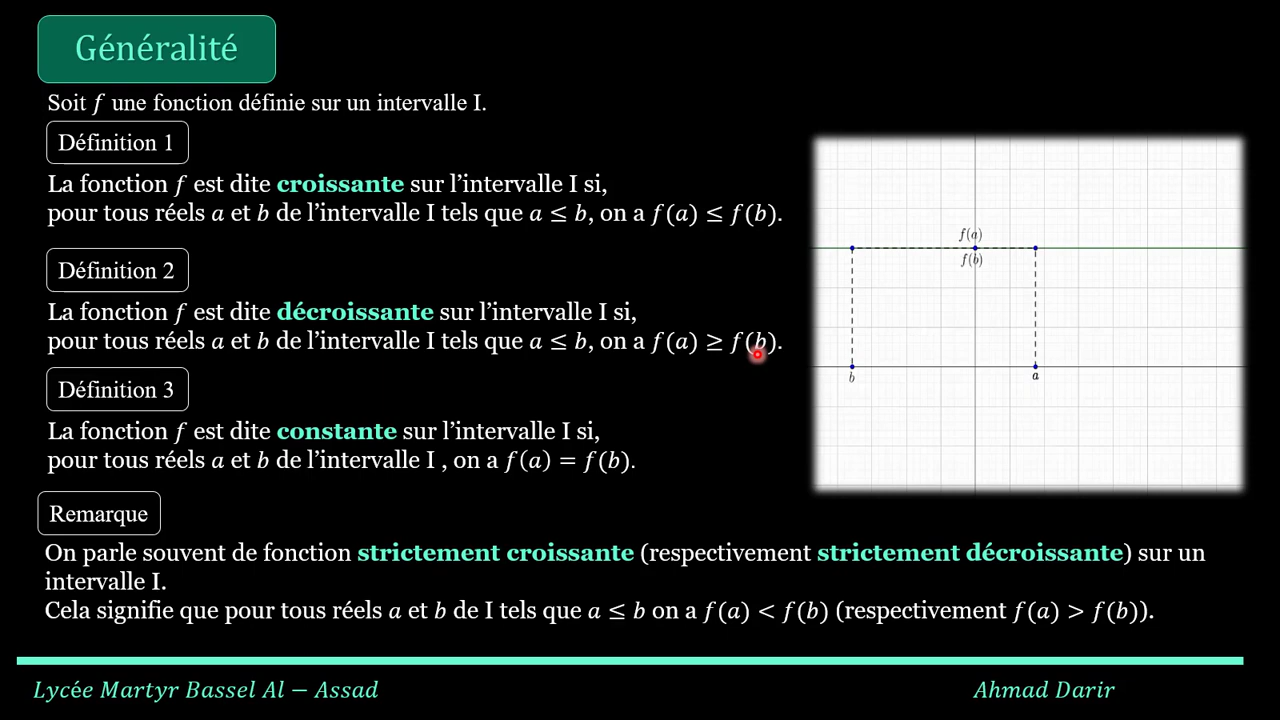 Généralité
Soit f une fonction définie sur un intervalle I.
Définition 1
La fonction f est dite croissante sur l’intervalle I si,
pour tous réels a et b de l’intervalle I tels que a ≤ b, on a f(a) ≤ f(b).
Définition 2
La fonction f est dite décroissante sur l’intervalle I si,
pour tous réels a et b de l’intervalle I tels que a ≤ b, on a f(a) ≥ f(b).
Définition 3
La fonction f est dite constante sur l’intervalle I si,
pour tous réels a et b de l’intervalle I , on a f(a) = f(b).
f(a)
f(b)
b
a
Remarque
On parle souvent de fonction strictement croissante (respectivement strictement décroissante) sur un
intervalle I.
Cela signifie que pour tous réels a et b de I tels que a ≤ b on a f(a) < f(b) (respectivement f(a) > f(b)).
Lycée Martyr Bassel Al − Assad
Ahmad Darir